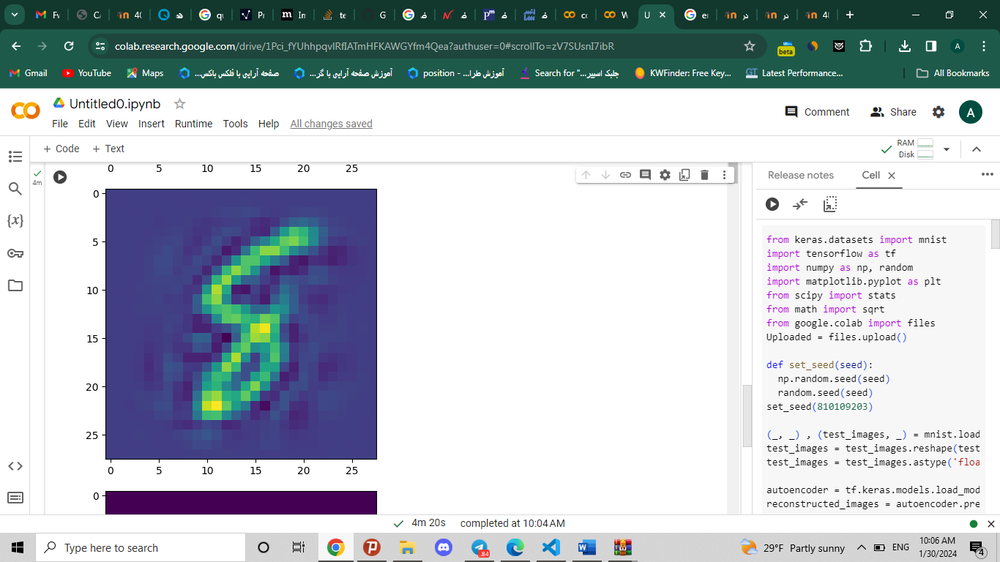 Fv
4(
qu
Pr
In
te
G
co
W
U
e
4(
colab.research.google.com/drive/1Pci_fYUhhpqvlRflATmHFKAWGYfm4Qea?authuser=0#scrollTo=zV7SUsnI7ibR
beta
A
Gmail
YouTube
Maps
صفحه آرایی با فلکس باکس...
آموزش صفحه آرایی با گر...
آموزش طرا... - position
Search for "جلبک اسپیر...
KWFinder: Free Key...
GT Latest Performance...
All Bookmarks
Untitled0.ipynb
Comment
Share
A
File Edit View Insert Runtime Tools Help All changes saved
+ Code + Text
RAM
Disk
4m
0 5 10 15 20 25
0
5
10
15
20
25
0 5 10 15 20 25
0
Release notes
Cell
from keras.datasets import mnist
import tensorflow as tf
import numpy as np, random
import matplotlib.pyplot as plt
from scipy import stats
from math import sqrt
from google.colab import files
Uploaded = files.upload()
def set_seed(seed):
np.random.seed(seed)
random.seed(seed)
set_seed(810109203)
(_, _) , (test_images, _) = mnist.load
test_images = test_images.reshape(test
test_images = test_images.astype('floa
autoencoder = tf.keras.models.load_mod
reconstructed_images = autoencoder.pre
4m 20s completed at 10:04 AM
Type here to search
84
29°F Partly sunny
ENG
10:06 AM
1/30/2024
4